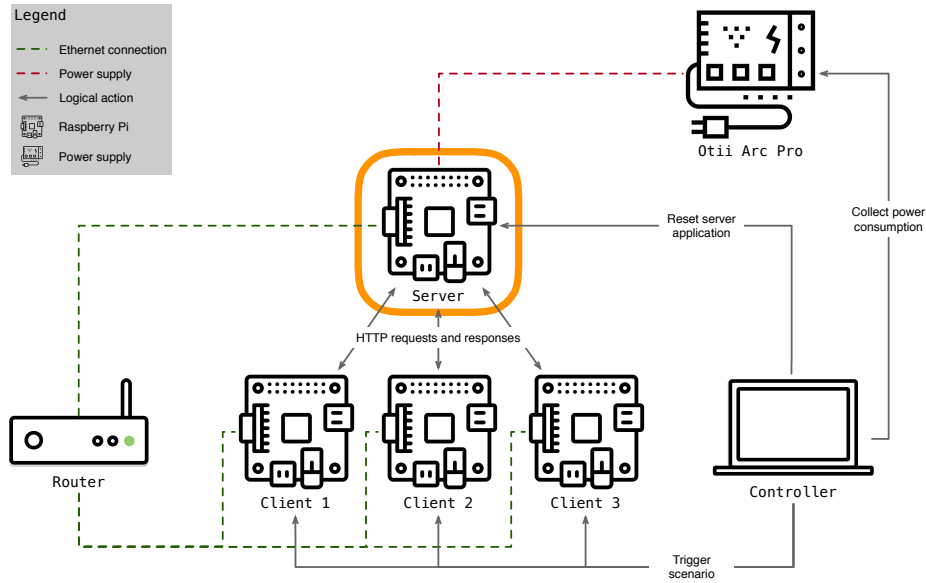 Legend
Ethernet connection
Power supply
Logical action
Raspberry Pi
Power supply
Otii Arc Pro
Reset server
application
Collect power
consumption
Server
HTTP requests and responses
Router
Client 1
Client 2
Client 3
Controller
Trigger
scenario